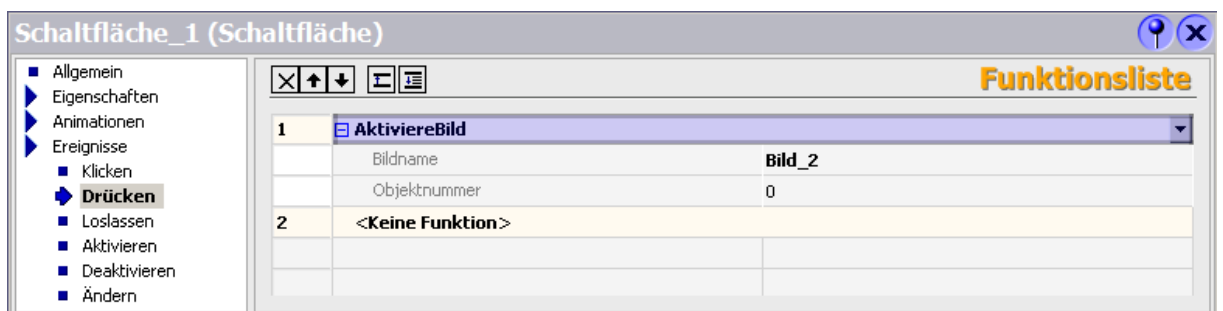 Schaltfläche_1 (Schaltfläche)
Allgemein
Eigenschaften
Animationen
Ereignisse
Klicken
Drücken
Loslassen
Aktivieren
Deaktivieren
Ändern
Funktionsliste
1 AktiviereBild
Bildname Bild_2
Objektnummer 0
2 <Keine Funktion>